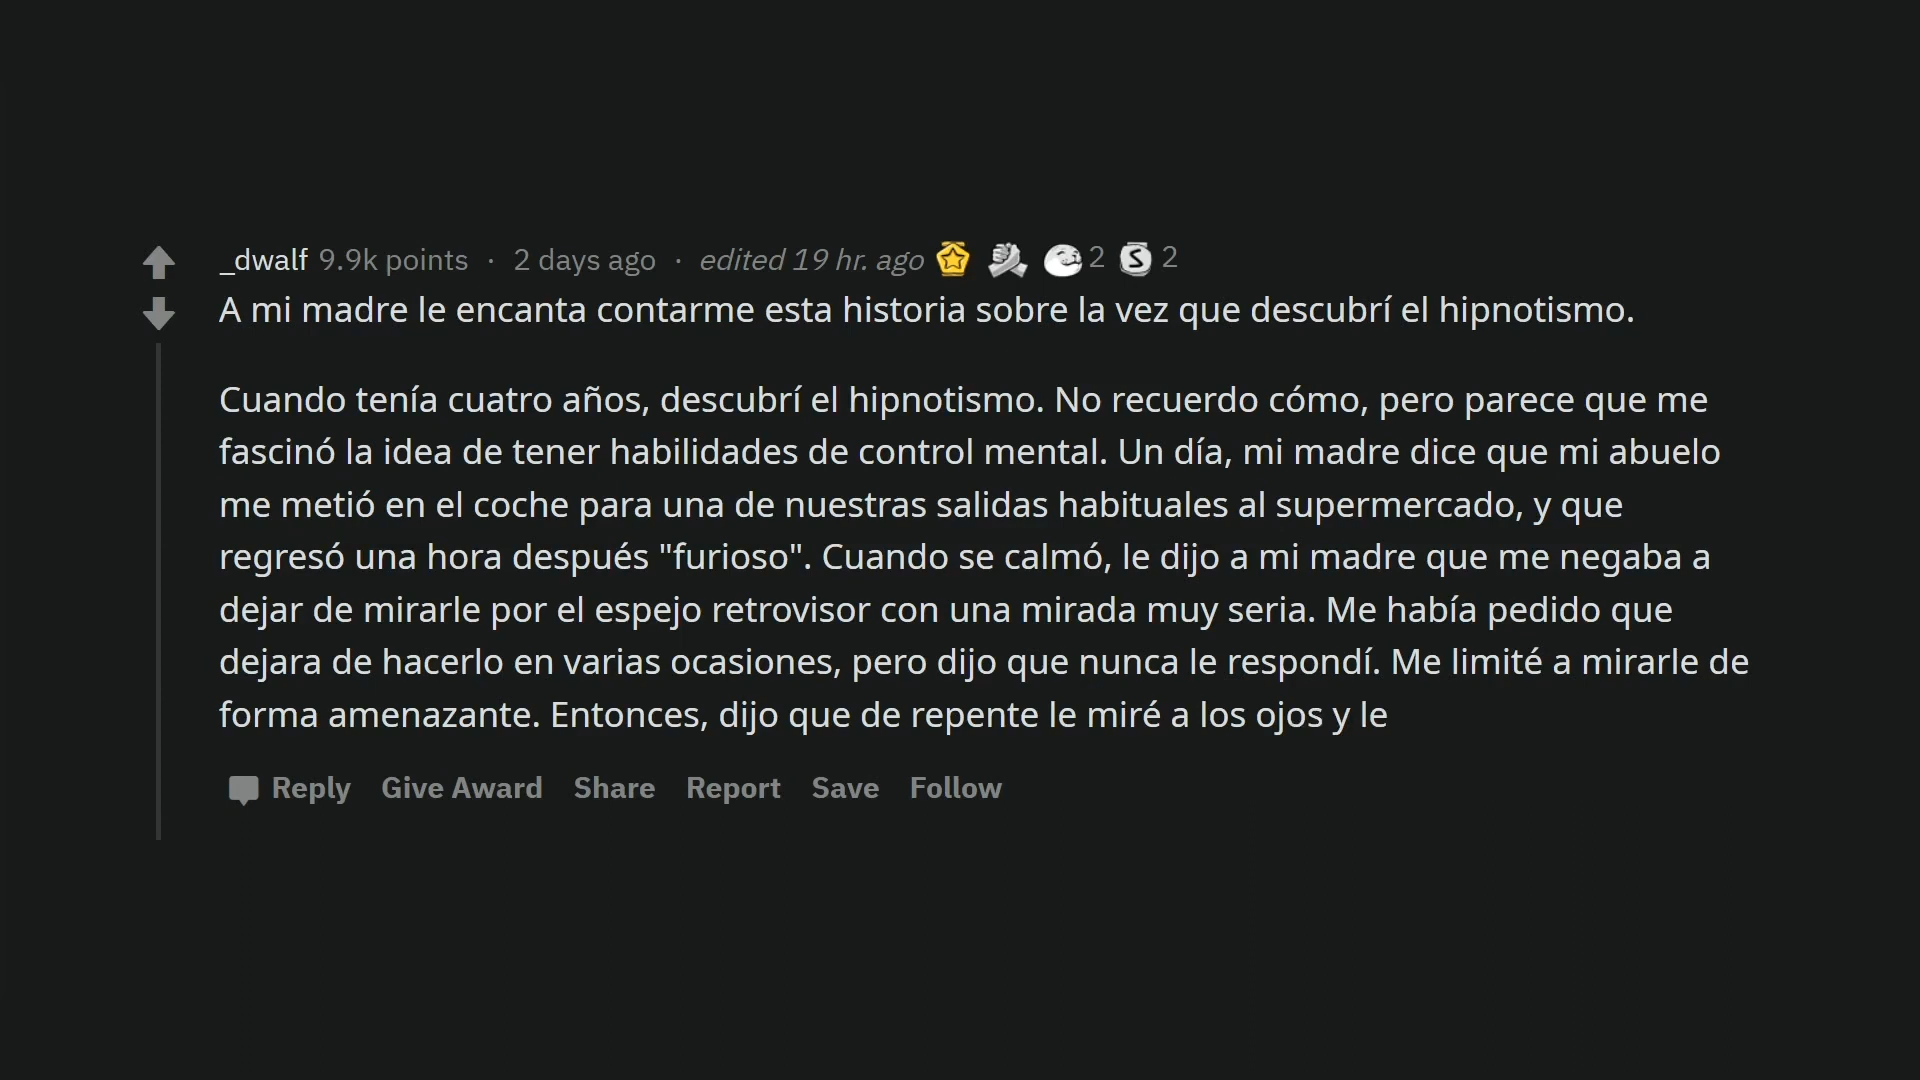 _dwalf 9.9k points · 2 days ago · edited 19 hr. ago 2 S 2
A mi madre le encanta contarme esta historia sobre la vez que descubrí el hipnotismo.
Cuando tenía cuatro años, descubrí el hipnotismo. No recuerdo cómo, pero parece que me
fascinó la idea de tener habilidades de control mental. Un día, mi madre dice que mi abuelo
me metió en el coche para una de nuestras salidas habituales al supermercado, y que
regresó una hora después "furioso". Cuando se calmó, le dijo a mi madre que me negaba a
dejar de mirarle por el espejo retrovisor con una mirada muy seria. Me había pedido que
dejara de hacerlo en varias ocasiones, pero dijo que nunca le respondí. Me limité a mirarle de
forma amenazante. Entonces, dijo que de repente le miré a los ojos y le
Reply Give Award Share Report Save Follow